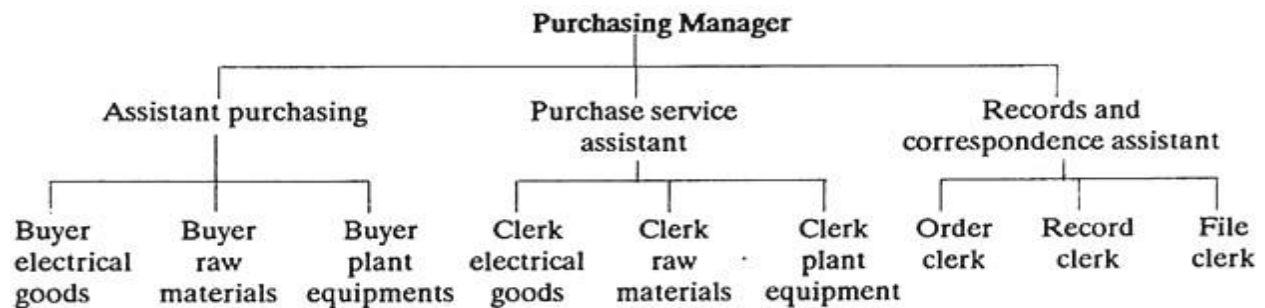 Purchasing Manager
Assistant purchasing
Purchase service
assistant
Records and
correspondence assistant
Buyer
electrical
goods
Buyer
raw
materials
Buyer
plant
equipments
Clerk
electrical
goods
Clerk
raw
materials
Clerk
plant
equipment
Order
clerk
Record
clerk
File
clerk